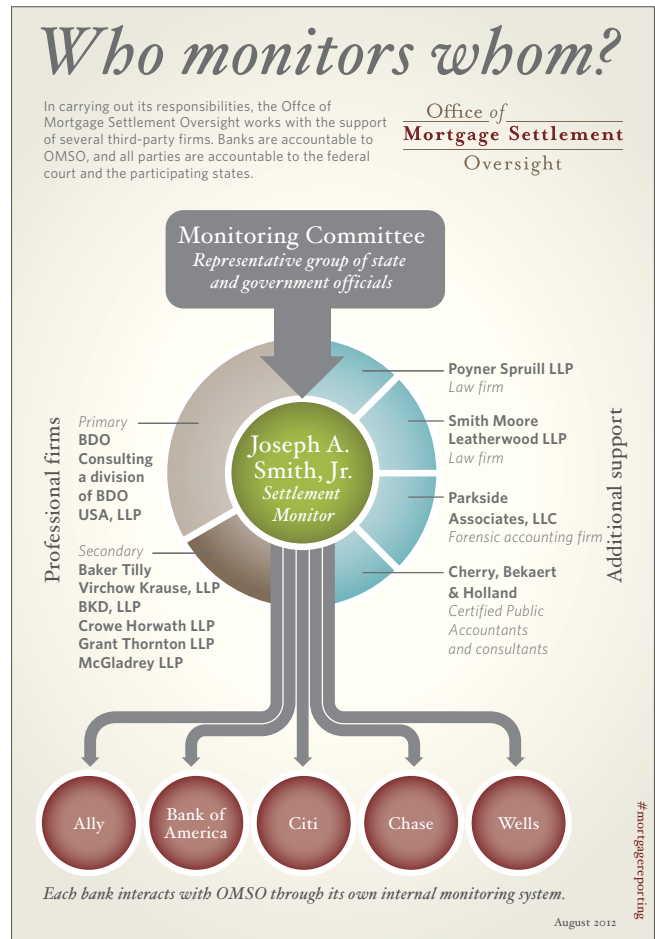 Who monitors whom?
In carrying out its responsibilities, the Offce of
Mortgage Settlement Oversight works with the support
of several third-party firms. Banks are accountable to
OMSO, and all parties are accountable to the federal
court and the participating states.
Office of
Mortgage Settlement
Oversight
Monitoring Committee
Representative group of state
and government officials
Professional firms
Primary
BDO
Consulting
a division
of BDO
USA, LLP
Secondary
Baker Tilly
Virchow Krause, LLP
BKD, LLP
Crowe Horwath LLP
Grant Thornton LLP
McGladrey LLP
Joseph A.
Smith, Jr.
Settlement
Monitor
Poyner Spruill LLP
Law firm
Smith Moore
Leatherwood LLP
Law firm
Parkside
Associates, LLC
Forensic accounting firm
Cherry, Bekaert
& Holland
Certified Public
Accountants
and consultants
Additional support
Ally
Bank of
America
Citi
Chase
Wells
Each bank interacts with OMSO through its own internal monitoring system.
#mortgagereporting
August 2012